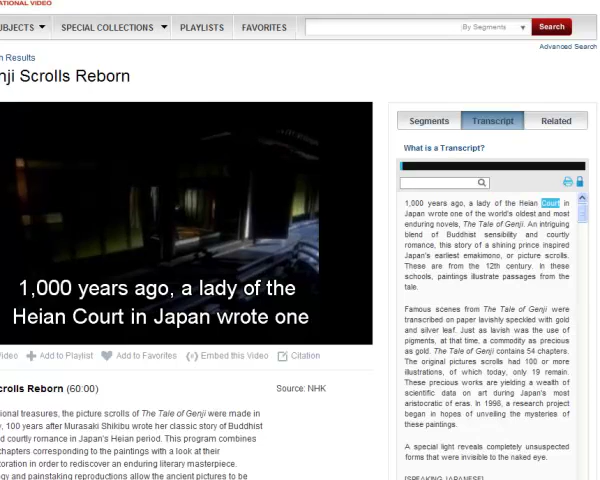 ATIONAL VIDEO
UBJECTS SPECIAL COLLECTIONS PLAYLISTS FAVORITES By Segments Search
Advanced Search
n Results
nji Scrolls Reborn
1,000 years ago, a lady of the
Heian Court in Japan wrote one
Video Add to Playlist Add to Favorites Embed this Video Citation
crolls Reborn (60:00) Source: NHK
ional treasures, the picture scrolls of The Tale of Genji were made in
y, 100 years after Murasaki Shikibu wrote her classic story of Buddhist
d courtly romance in Japan's Heian period. This program combines
chapters corresponding to the paintings with a look at their
toration in order to rediscover an enduring literary masterpiece.
gy and painstaking reproductions allow the ancient pictures to be
Segments Transcript Related
What is a Transcript?
1,000 years ago, a lady of the Heian Court in
Japan wrote one of the world's oldest and most
enduring novels, The Tale of Genji. An intriguing
blend of Buddhist sensibility and courtly
romance, this story of a shining prince inspired
Japan's earliest emakimono, or picture scrolls.
These are from the 12th century. In these
schools, paintings illustrate passages from the
tale.
Famous scenes from The Tale of Genji were
transcribed on paper lavishly speckled with gold
and silver leaf. Just as lavish was the use of
pigments, at that time, a commodity as precious
as gold. The Tale of Genji contains 54 chapters.
The original pictures scrolls had 100 or more
illustrations, of which today, only 19 remain.
These precious works are yielding a wealth of
scientific data on art during Japan's most
aristocratic of eras. In 1998, a research project
began in hopes of unveiling the mysteries of
these paintings.
A special light reveals completely unsuspected
forms that were invisible to the naked eye.
[SPEAKING JAPANESE]